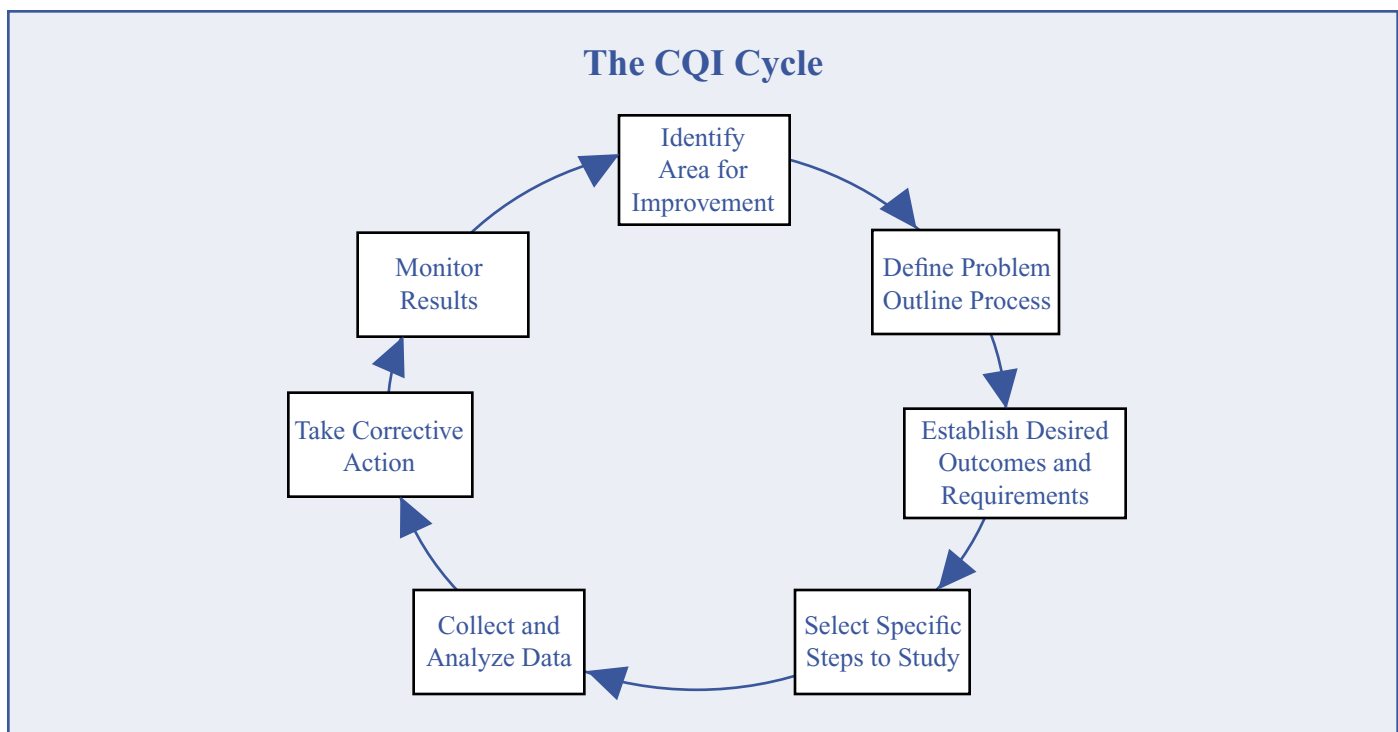 The CQI Cycle
Identify
Area for
Improvement
Define Problem
Outline Process
Establish Desired
Outcomes and
Requirements
Select Specific
Steps to Study
Collect and
Analyze Data
Take Corrective
Action
Monitor
Results